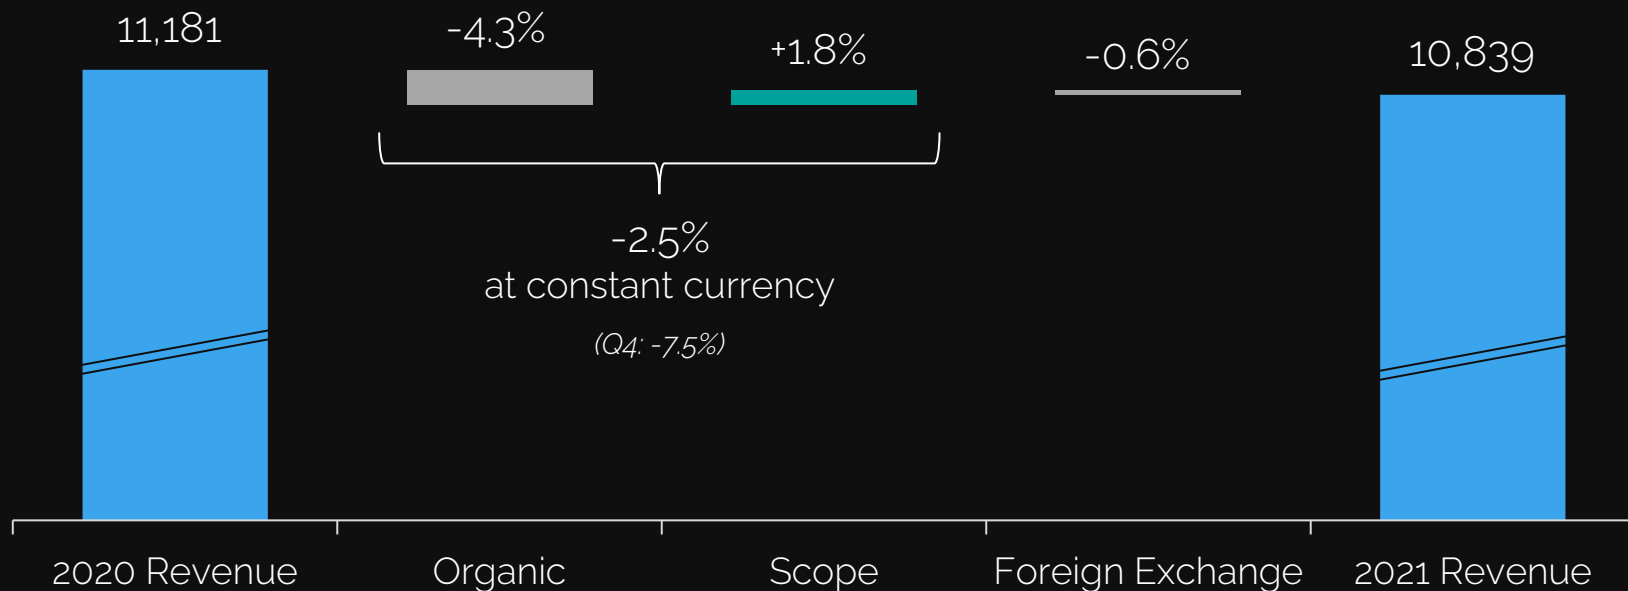 11,181
-4.3%
+1.8%
-0.6%
10,839
-2.5%
at constant currency
(Q4: -7.5%)
2020 Revenue
Organic
Scope
Foreign Exchange
2021 Revenue